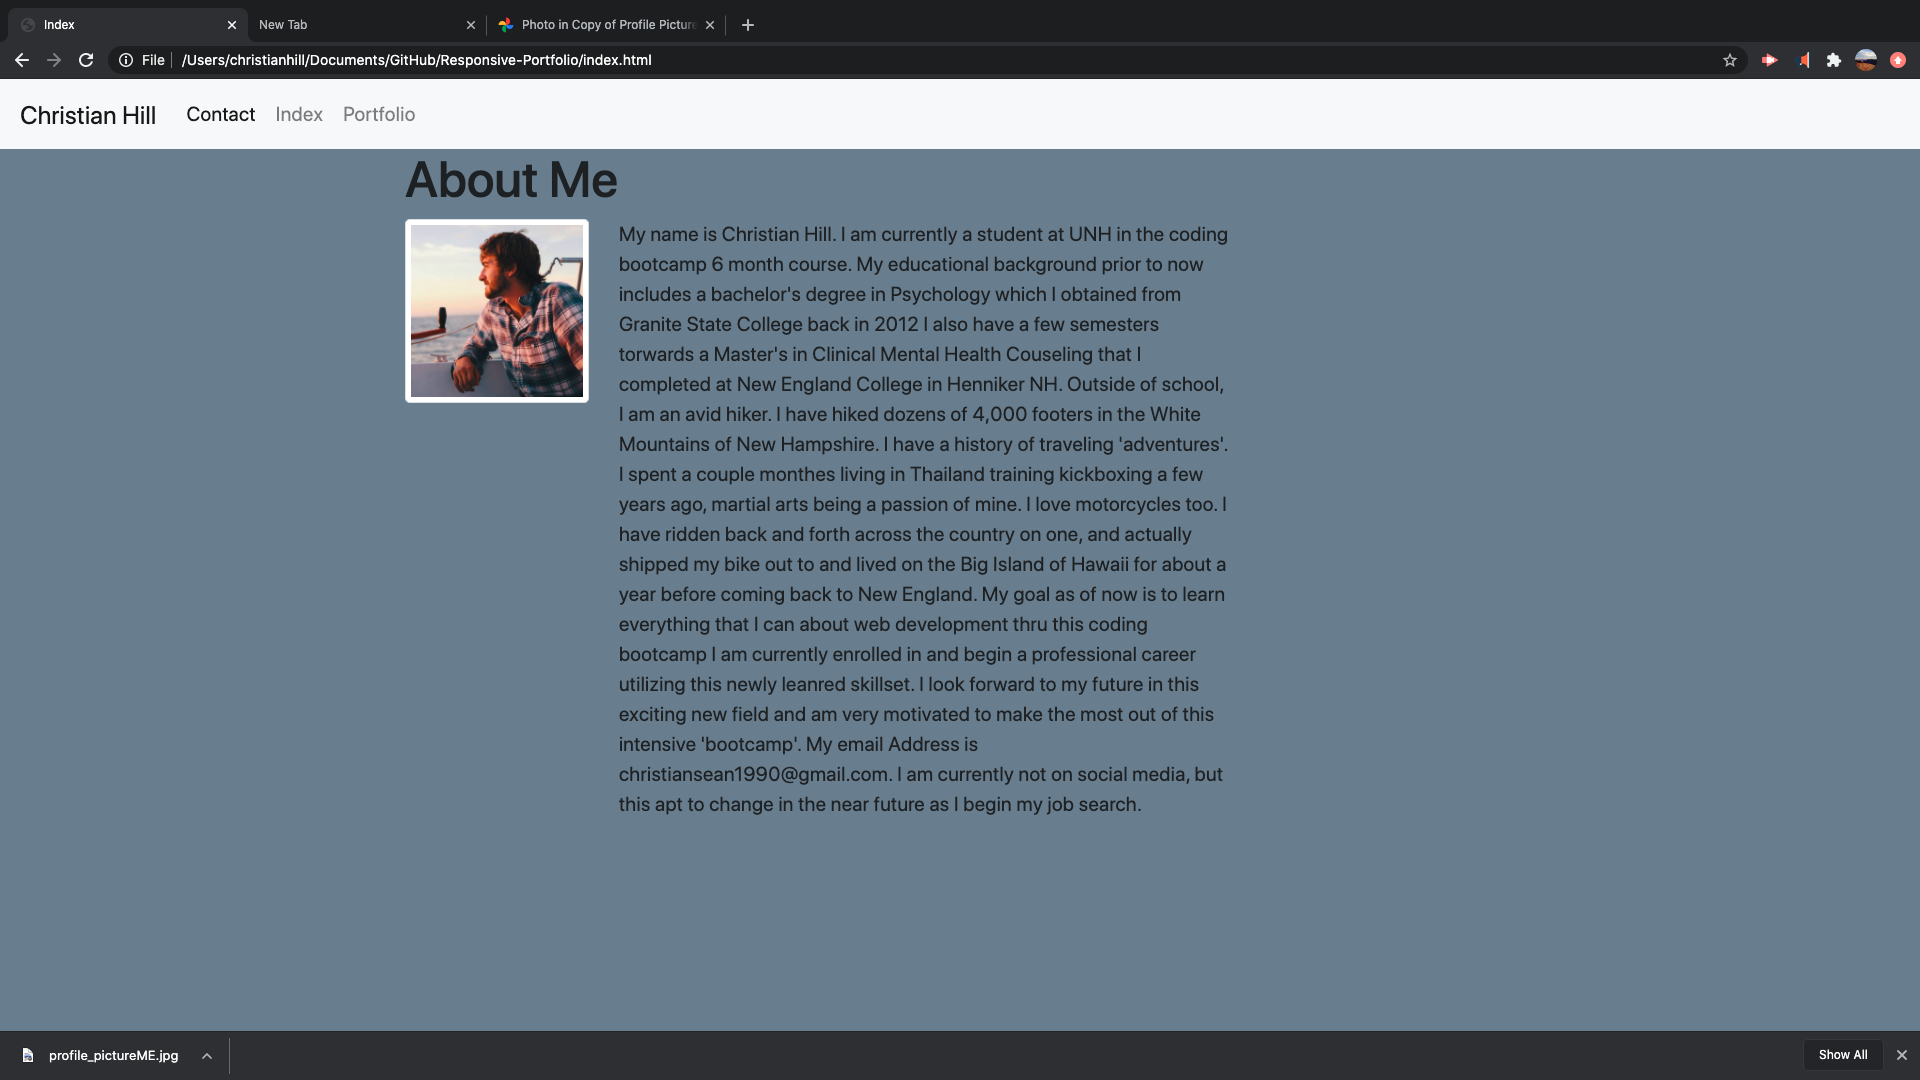 Index
New Tab
Photo in Copy of Profile Picture
File
/Users/christianhill/Documents/GitHub/Responsive-Portfolio/index.html
Christian Hill
Contact
Index
Portfolio
About Me
My name is Christian Hill. I am currently a student at UNH in the coding
bootcamp 6 month course. My educational background prior to now
includes a bachelor's degree in Psychology which I obtained from
Granite State College back in 2012 I also have a few semesters
torwards a Master's in Clinical Mental Health Couseling that I
completed at New England College in Henniker NH. Outside of school,
I am an avid hiker. I have hiked dozens of 4,000 footers in the White
Mountains of New Hampshire. I have a history of traveling 'adventures'.
I spent a couple monthes living in Thailand training kickboxing a few
years ago, martial arts being a passion of mine. I love motorcycles too. I
have ridden back and forth across the country on one, and actually
shipped my bike out to and lived on the Big Island of Hawaii for about a
year before coming back to New England. My goal as of now is to learn
everything that I can about web development thru this coding
bootcamp I am currently enrolled in and begin a professional career
utilizing this newly leanred skillset. I look forward to my future in this
exciting new field and am very motivated to make the most out of this
intensive 'bootcamp'. My email Address is
christiansean1990@gmail.com. I am currently not on social media, but
this apt to change in the near future as I begin my job search.
profile_pictureME.jpg
Show All